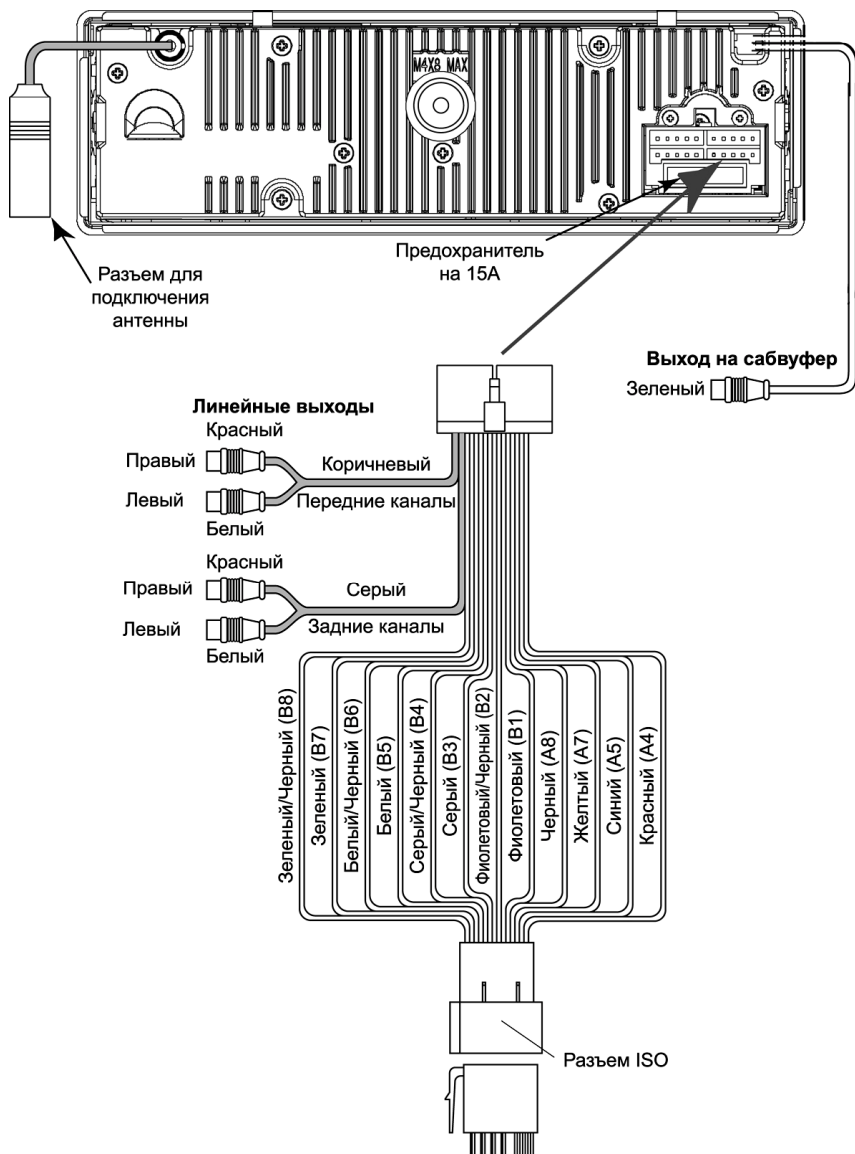 M4X8 MAX
Предохранитель
на 15А
Разъем для
подключения
антенны
Выход на сабвуфер
Зеленый
Линейные выходы
Красный
Правый
Коричневый
Левый
Передние каналы
Белый
Красный
Правый
Серый
Левый
Задние каналы
Белый
Зеленый/Черный (B8)
Зеленый (B7)
Белый/Черный (B6)
Белый (B5)
Серый/Черный (B4)
Серый (B3)
Фиолетовый/Черный (B2)
Фиолетовый (B1)
Черный (A8)
Желтый (A7)
Синий (A5)
Красный (A4)
Разъем ISO